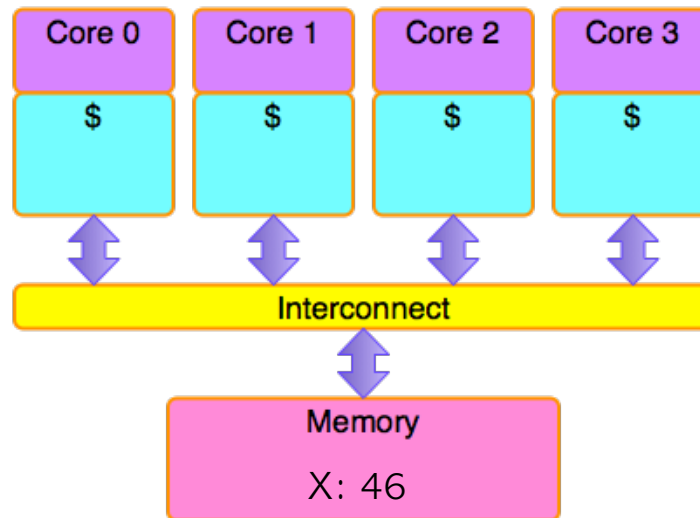 Core 0
Core 1
Core 2
Core 3
$
$
$
$
Interconnect
Memory
X: 46